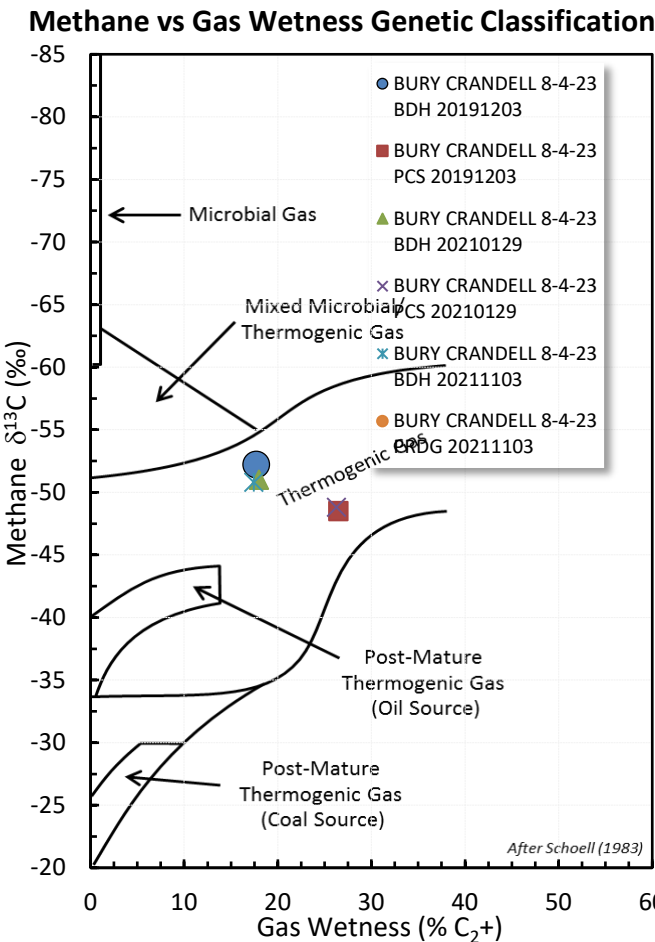 Methane vs Gas Wetness Genetic Classification
-85
-80
-75
-70
-65
-60
-55
-50
-45
-40
-35
-30
-25
-20
Methane δ¹³C (‰)
BURY CRANDELL 8-4-23
BDH 20191203
BURY CRANDELL 8-4-23
PCS 20191203
BURY CRANDELL 8-4-23
BDH 20210129
BURY CRANDELL 8-4-23
PCS 20210129
BURY CRANDELL 8-4-23
BDH 20211103
BURY CRANDELL 8-4-23
PRDG 20211103
Microbial Gas
Mixed Microbial/
Thermogenic Gas
Thermogenic Gas
Post-Mature
Thermogenic Gas
(Oil Source)
Post-Mature
Thermogenic Gas
(Coal Source)
After Schoell (1983)
0 10 20 30 40 50 60
Gas Wetness (% C₂+)